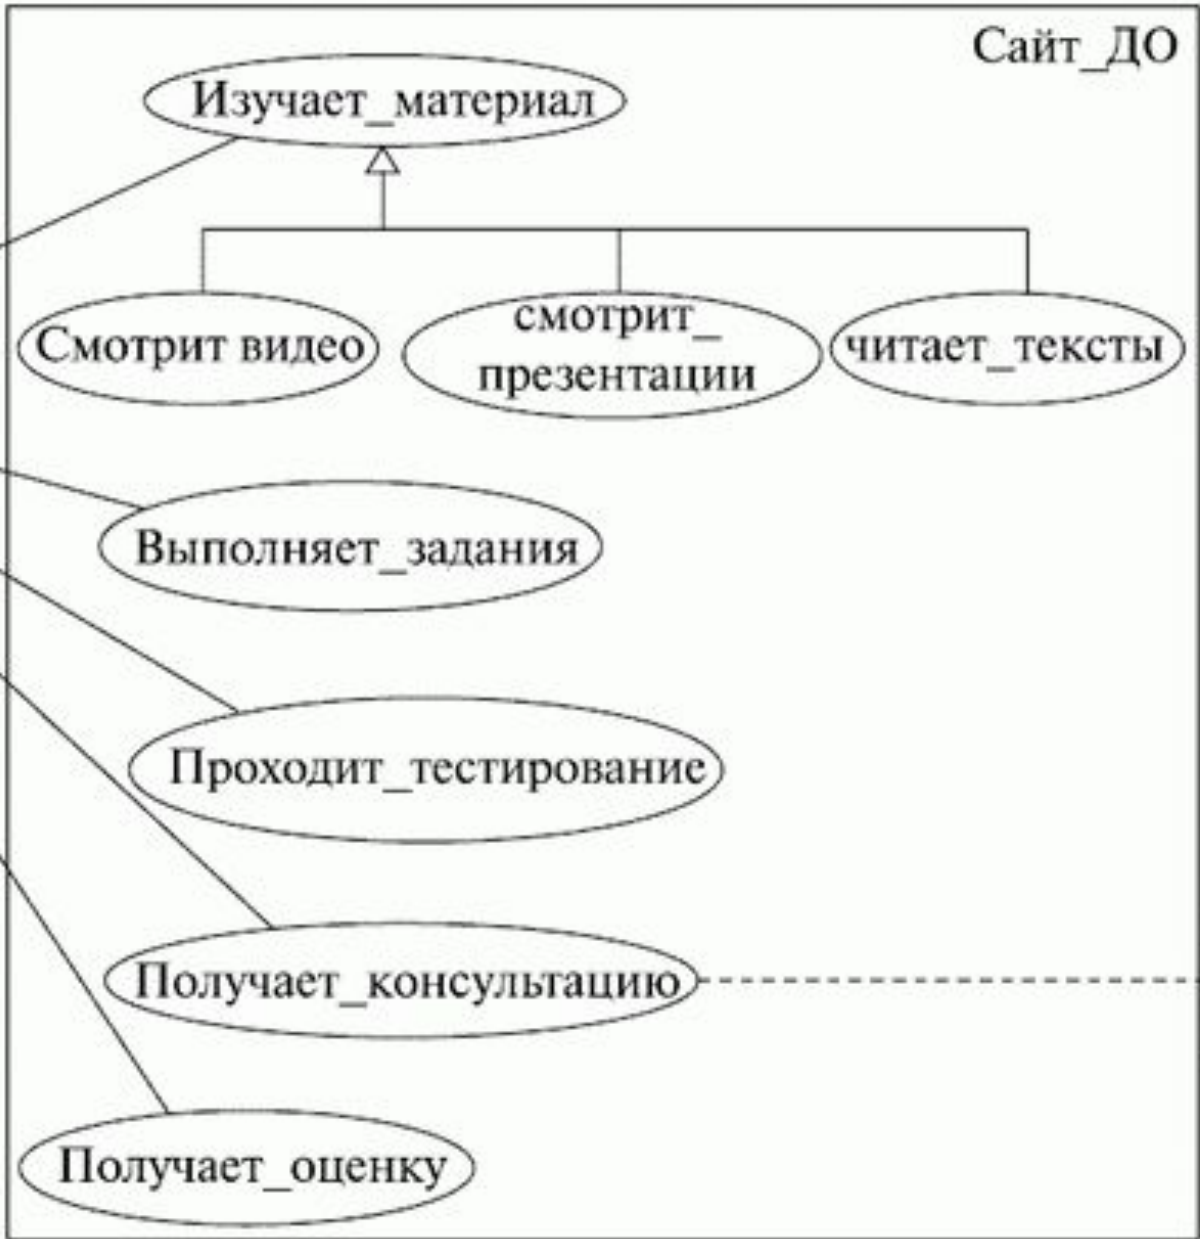 Сайт_ДО
Изучает_материал
Смотрит видео
смотрит_
презентации
читает_тексты
Выполняет_задания
Проходит_тестирование
Получает_консультацию
Получает_оценку